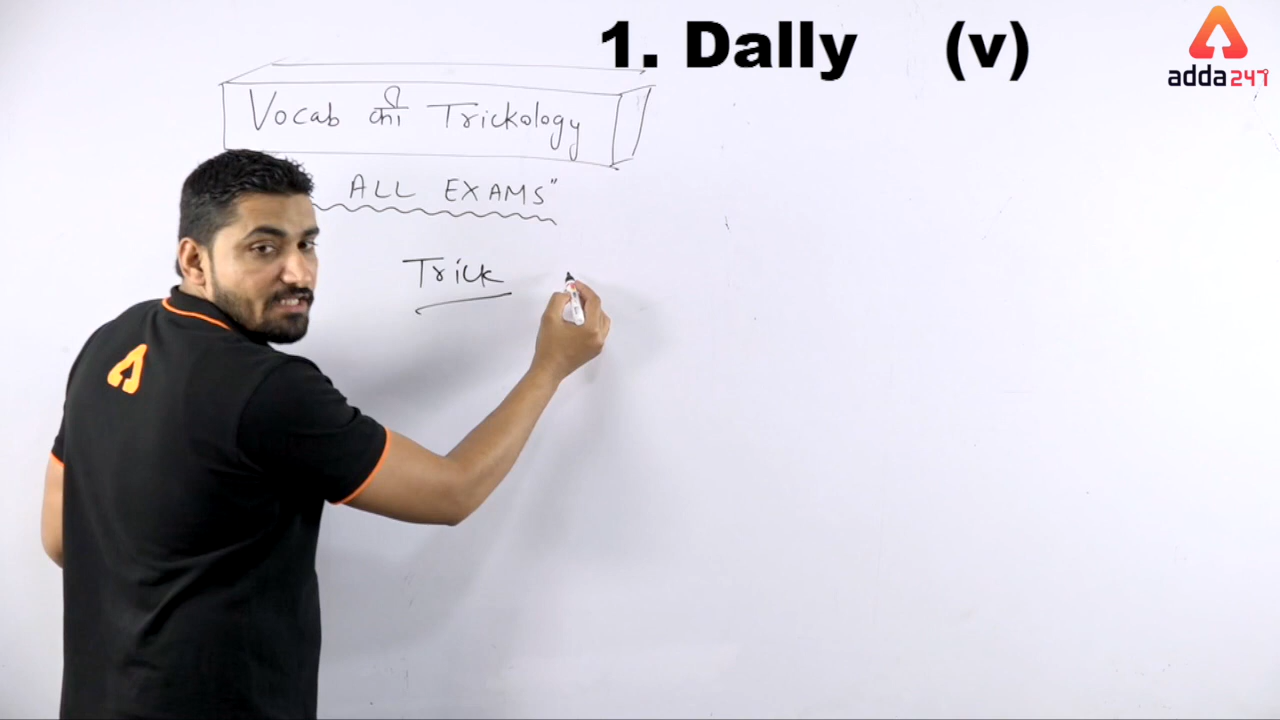 1. Dally (v)
adda247
Vocab की Trickology
ALL EXAMS"
Trick